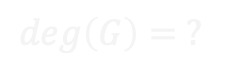 deg(G) = ?